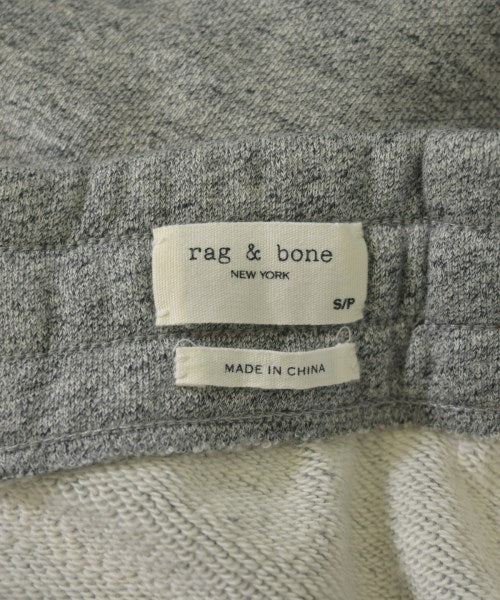 rag & bone
NEW YORK
S/P
MADE IN CHINA